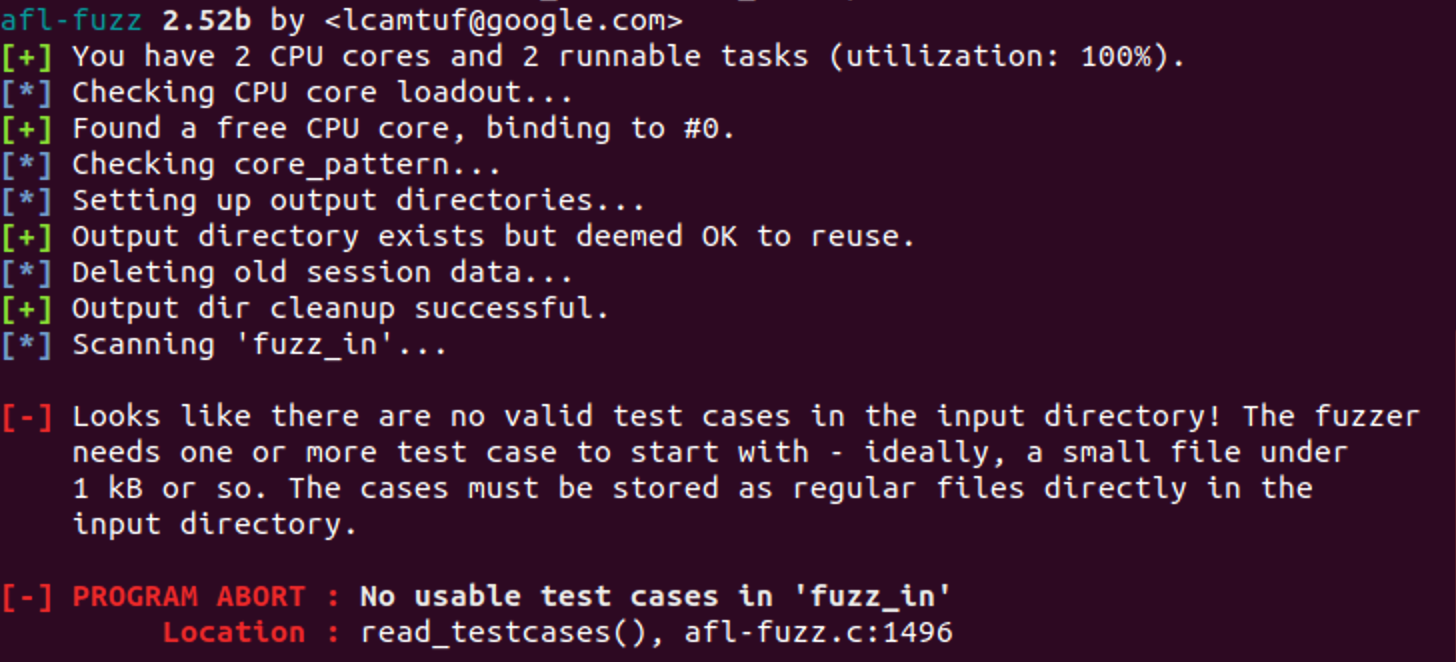 afl-fuzz 2.52b by <lcamtuf@google.com>
[+] You have 2 CPU cores and 2 runnable tasks (utilization: 100%).
[*] Checking CPU core loadout...
[+] Found a free CPU core, binding to #0.
[*] Checking core_pattern...
[*] Setting up output directories...
[+] Output directory exists but deemed OK to reuse.
[*] Deleting old session data...
[+] Output dir cleanup successful.
[*] Scanning 'fuzz_in'...
[-] Looks like there are no valid test cases in the input directory! The fuzzer
needs one or more test case to start with - ideally, a small file under
1 kB or so. The cases must be stored as regular files directly in the
input directory.
[-] PROGRAM ABORT : No usable test cases in 'fuzz_in'
Location : read_testcases(), afl-fuzz.c:1496